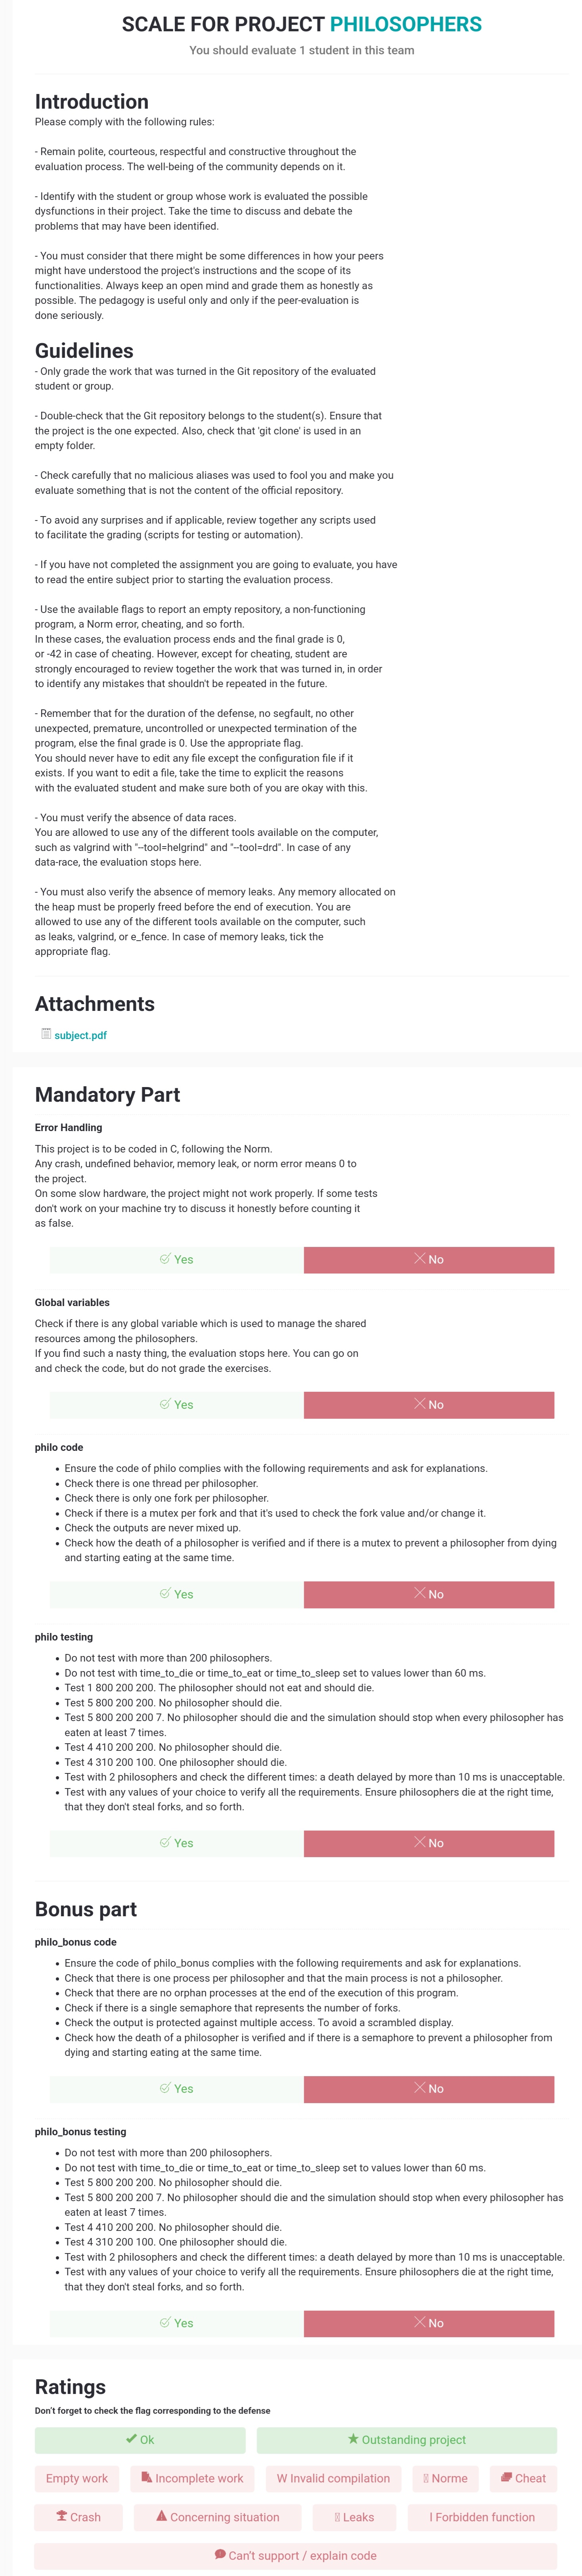 SCALE FOR PROJECT PHILOSOPHERS
You should evaluate 1 student in this team
Introduction
Please comply with the following rules:
- Remain polite, courteous, respectful and constructive throughout the
evaluation process. The well-being of the community depends on it.
- Identify with the student or group whose work is evaluated the possible
dysfunctions in their project. Take the time to discuss and debate the
problems that may have been identified.
- You must consider that there might be some differences in how your peers
might have understood the project's instructions and the scope of its
functionalities. Always keep an open mind and grade them as honestly as
possible. The pedagogy is useful only and only if the peer-evaluation is
done seriously.
Guidelines
- Only grade the work that was turned in the Git repository of the evaluated
student or group.
- Double-check that the Git repository belongs to the student(s). Ensure that
the project is the one expected. Also, check that 'git clone' is used in an
empty folder.
- Check carefully that no malicious aliases was used to fool you and make you
evaluate something that is not the content of the official repository.
- To avoid any surprises and if applicable, review together any scripts used
to facilitate the grading (scripts for testing or automation).
- If you have not completed the assignment you are going to evaluate, you have
to read the entire subject prior to starting the evaluation process.
- Use the available flags to report an empty repository, a non-functioning
program, a Norm error, cheating, and so forth.
In these cases, the evaluation process ends and the final grade is 0,
or -42 in case of cheating. However, except for cheating, student are
strongly encouraged to review together the work that was turned in, in order
to identify any mistakes that shouldn't be repeated in the future.
- Remember that for the duration of the defense, no segfault, no other
unexpected, premature, uncontrolled or unexpected termination of the
program, else the final grade is 0. Use the appropriate flag.
You should never have to edit any file except the configuration file if it
exists. If you want to edit a file, take the time to explicit the reasons
with the evaluated student and make sure both of you are okay with this.
- You must verify the absence of data races.
You are allowed to use any of the different tools available on the computer,
such as valgrind with "--tool=helgrind" and "--tool=drd". In case of any
data-race, the evaluation stops here.
- You must also verify the absence of memory leaks. Any memory allocated on
the heap must be properly freed before the end of execution. You are
allowed to use any of the different tools available on the computer, such
as leaks, valgrind, or e_fence. In case of memory leaks, tick the
appropriate flag.
Attachments
subject.pdf
Mandatory Part
Error Handling
This project is to be coded in C, following the Norm.
Any crash, undefined behavior, memory leak, or norm error means 0 to
the project.
On some slow hardware, the project might not work properly. If some tests
don't work on your machine try to discuss it honestly before counting it
as false.
Yes
No
Global variables
Check if there is any global variable which is used to manage the shared
resources among the philosophers.
If you find such a nasty thing, the evaluation stops here. You can go on
and check the code, but do not grade the exercises.
Yes
No
philo code
• Ensure the code of philo complies with the following requirements and ask for explanations.
• Check there is one thread per philosopher.
• Check there is only one fork per philosopher.
• Check if there is a mutex per fork and that it's used to check the fork value and/or change it.
• Check the outputs are never mixed up.
• Check how the death of a philosopher is verified and if there is a mutex to prevent a philosopher from dying
and starting eating at the same time.
Yes
No
philo testing
• Do not test with more than 200 philosophers.
• Do not test with time_to_die or time_to_eat or time_to_sleep set to values lower than 60 ms.
• Test 1 800 200 200. The philosopher should not eat and should die.
• Test 5 800 200 200. No philosopher should die.
• Test 5 800 200 200 7. No philosopher should die and the simulation should stop when every philosopher has
eaten at least 7 times.
• Test 4 410 200 200. No philosopher should die.
• Test 4 310 200 100. One philosopher should die.
• Test with 2 philosophers and check the different times: a death delayed by more than 10 ms is unacceptable.
• Test with any values of your choice to verify all the requirements. Ensure philosophers die at the right time,
that they don't steal forks, and so forth.
Yes
No
Bonus part
philo_bonus code
• Ensure the code of philo_bonus complies with the following requirements and ask for explanations.
• Check that there is one process per philosopher and that the main process is not a philosopher.
• Check that there are no orphan processes at the end of the execution of this program.
• Check if there is a single semaphore that represents the number of forks.
• Check the output is protected against multiple access. To avoid a scrambled display.
• Check how the death of a philosopher is verified and if there is a semaphore to prevent a philosopher from
dying and starting eating at the same time.
Yes
No
philo_bonus testing
• Do not test with more than 200 philosophers.
• Do not test with time_to_die or time_to_eat or time_to_sleep set to values lower than 60 ms.
• Test 5 800 200 200. No philosopher should die.
• Test 5 800 200 200 7. No philosopher should die and the simulation should stop when every philosopher has
eaten at least 7 times.
• Test 4 410 200 200. No philosopher should die.
• Test 4 310 200 100. One philosopher should die.
• Test with 2 philosophers and check the different times: a death delayed by more than 10 ms is unacceptable.
• Test with any values of your choice to verify all the requirements. Ensure philosophers die at the right time,
that they don't steal forks, and so forth.
Yes
No
Ratings
Don't forget to check the flag corresponding to the defense
Ok
Outstanding project
Empty work
Incomplete work
W Invalid compilation
Norme
Cheat
Crash
Concerning situation
Leaks
l Forbidden function
Can't support / explain code